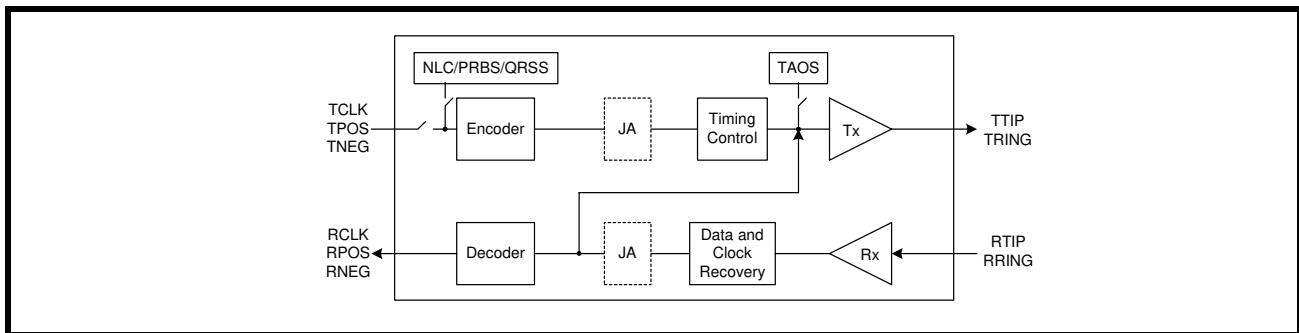 NLC/PRBS/QRSS
TAOS
TCLK
TPOS
TNEG
Encoder
JA
Timing
Control
Tx
TTIP
TRING
RCLK
RPOS
RNEG
Decoder
JA
Data and
Clock
Recovery
Rx
RTIP
RRING